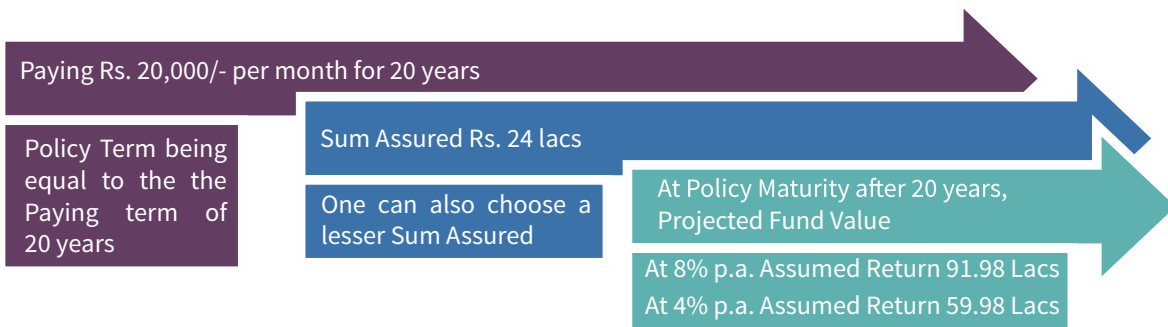 Paying Rs. 20,000/- per month for 20 years
Policy Term being
equal to the the
Paying term of
20 years
Sum Assured Rs. 24 lacs
One can also choose a
lesser Sum Assured
At Policy Maturity after 20 years,
Projected Fund Value
At 8% p.a. Assumed Return 91.98 Lacs
At 4% p.a. Assumed Return 59.98 Lacs